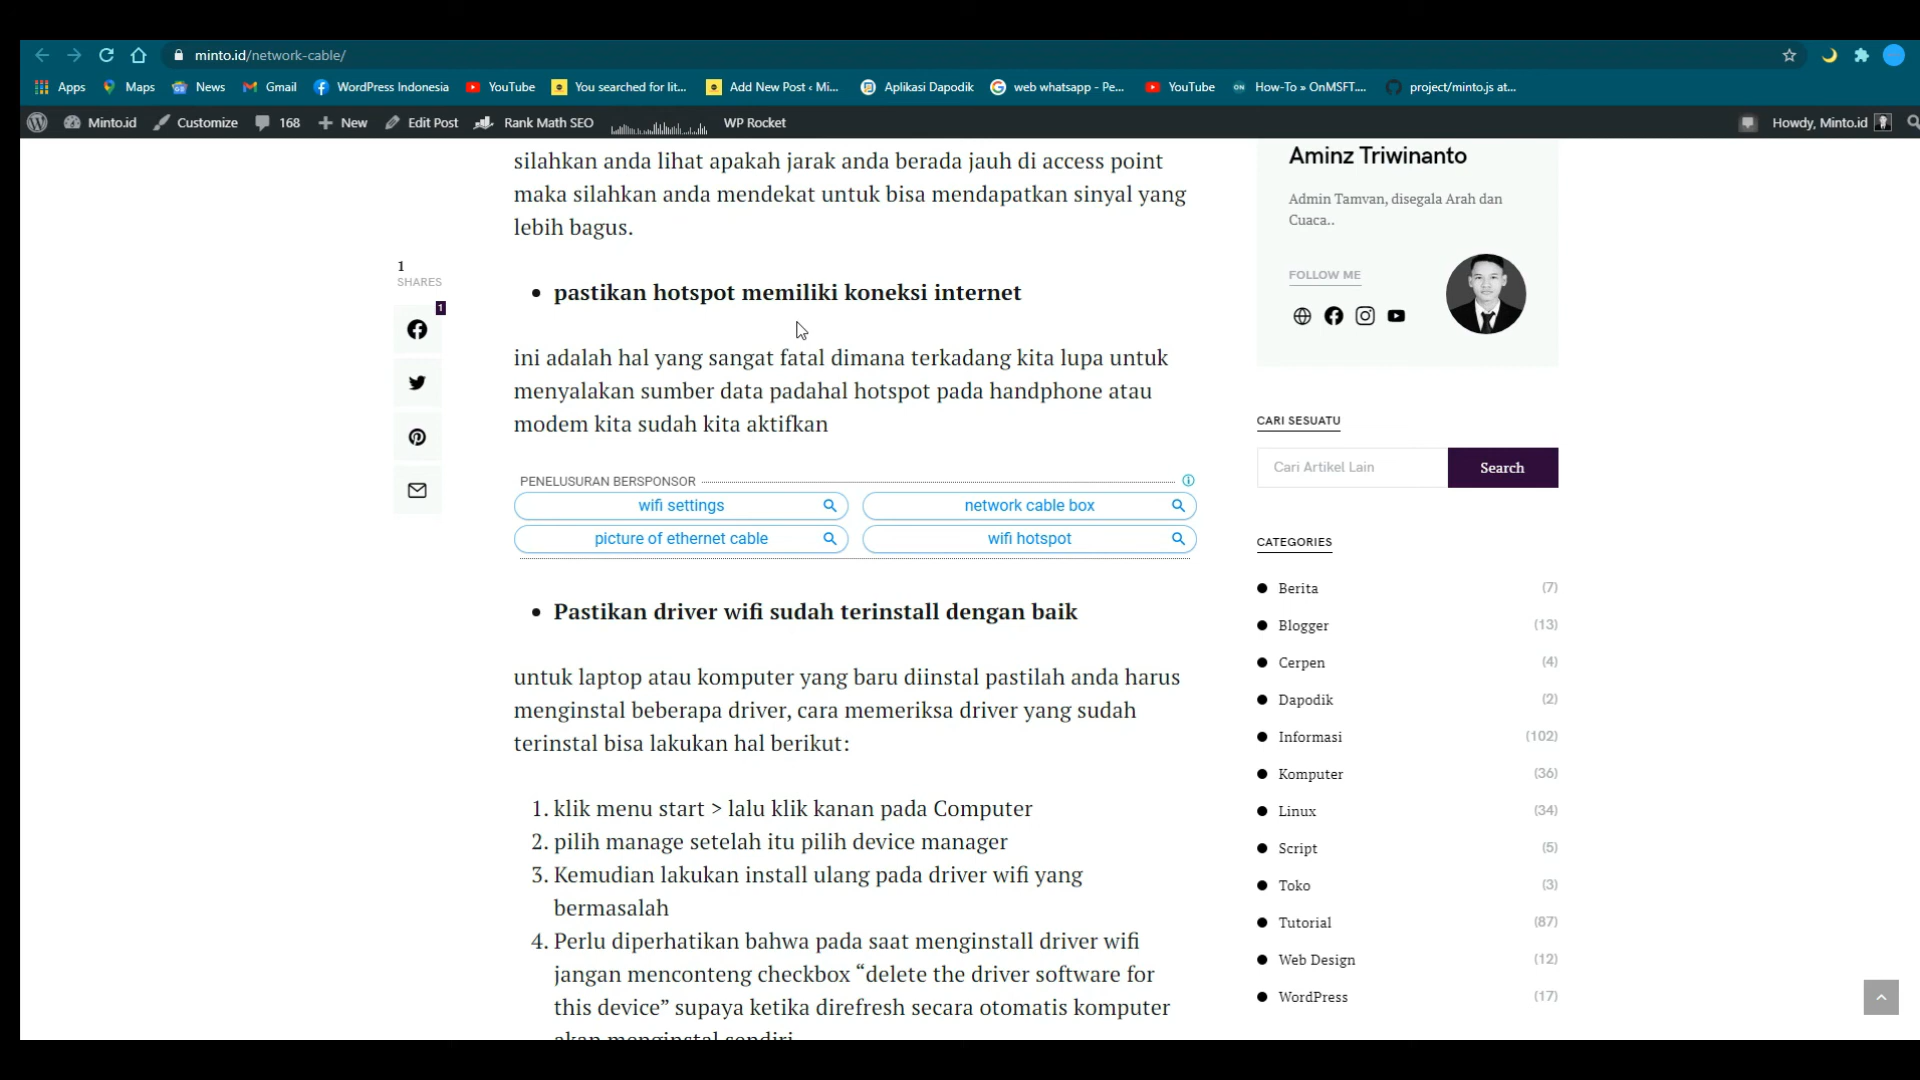 minto.id/network-cable/
Apps
Maps
News
Gmail
WordPress Indonesia
YouTube
You searched for lit...
Add New Post ‹ Mi...
Aplikasi Dapodik
web whatsapp - Pe...
YouTube
ON
How-To » OnMSFT....
project/minto.js at...
Minto.id
Customize
168
New
Edit Post
Rank Math SEO
WP Rocket
Howdy, Minto.id
silahkan anda lihat apakah jarak anda berada jauh di access point
maka silahkan anda mendekat untuk bisa mendapatkan sinyal yang
lebih bagus.
1
SHARES
1
• pastikan hotspot memiliki koneksi internet
ini adalah hal yang sangat fatal dimana terkadang kita lupa untuk
menyalakan sumber data padahal hotspot pada handphone atau
modem kita sudah kita aktifkan
PENELUSURAN BERSPONSOR
wifi settings
network cable box
picture of ethernet cable
wifi hotspot
• Pastikan driver wifi sudah terinstall dengan baik
untuk laptop atau komputer yang baru diinstal pastilah anda harus
menginstal beberapa driver, cara memeriksa driver yang sudah
terinstal bisa lakukan hal berikut:
1. klik menu start > lalu klik kanan pada Computer
2. pilih manage setelah itu pilih device manager
3. Kemudian lakukan install ulang pada driver wifi yang
bermasalah
4. Perlu diperhatikan bahwa pada saat menginstall driver wifi
jangan menconteng checkbox “delete the driver software for
this device” supaya ketika direfresh secara otomatis komputer
akan menginstal sendiri
Aminz Triwinanto
Admin Tamvan, disegala Arah dan
Cuaca..
FOLLOW ME
CARI SESUATU
Cari Artikel Lain
Search
CATEGORIES
Berita (7)
Blogger (13)
Cerpen (4)
Dapodik (2)
Informasi (102)
Komputer (36)
Linux (34)
Script (5)
Toko (3)
Tutorial (87)
Web Design (12)
WordPress (17)